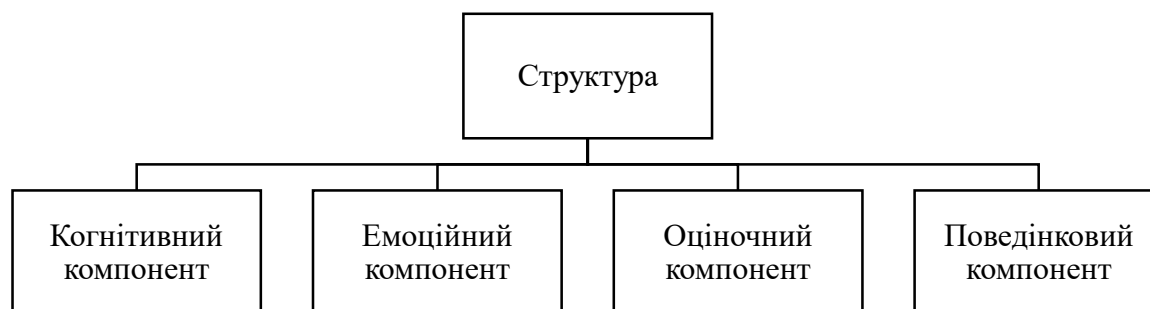 Структура
Когнітивний
компонент
Емоційний
компонент
Оціночний
компонент
Поведінковий
компонент